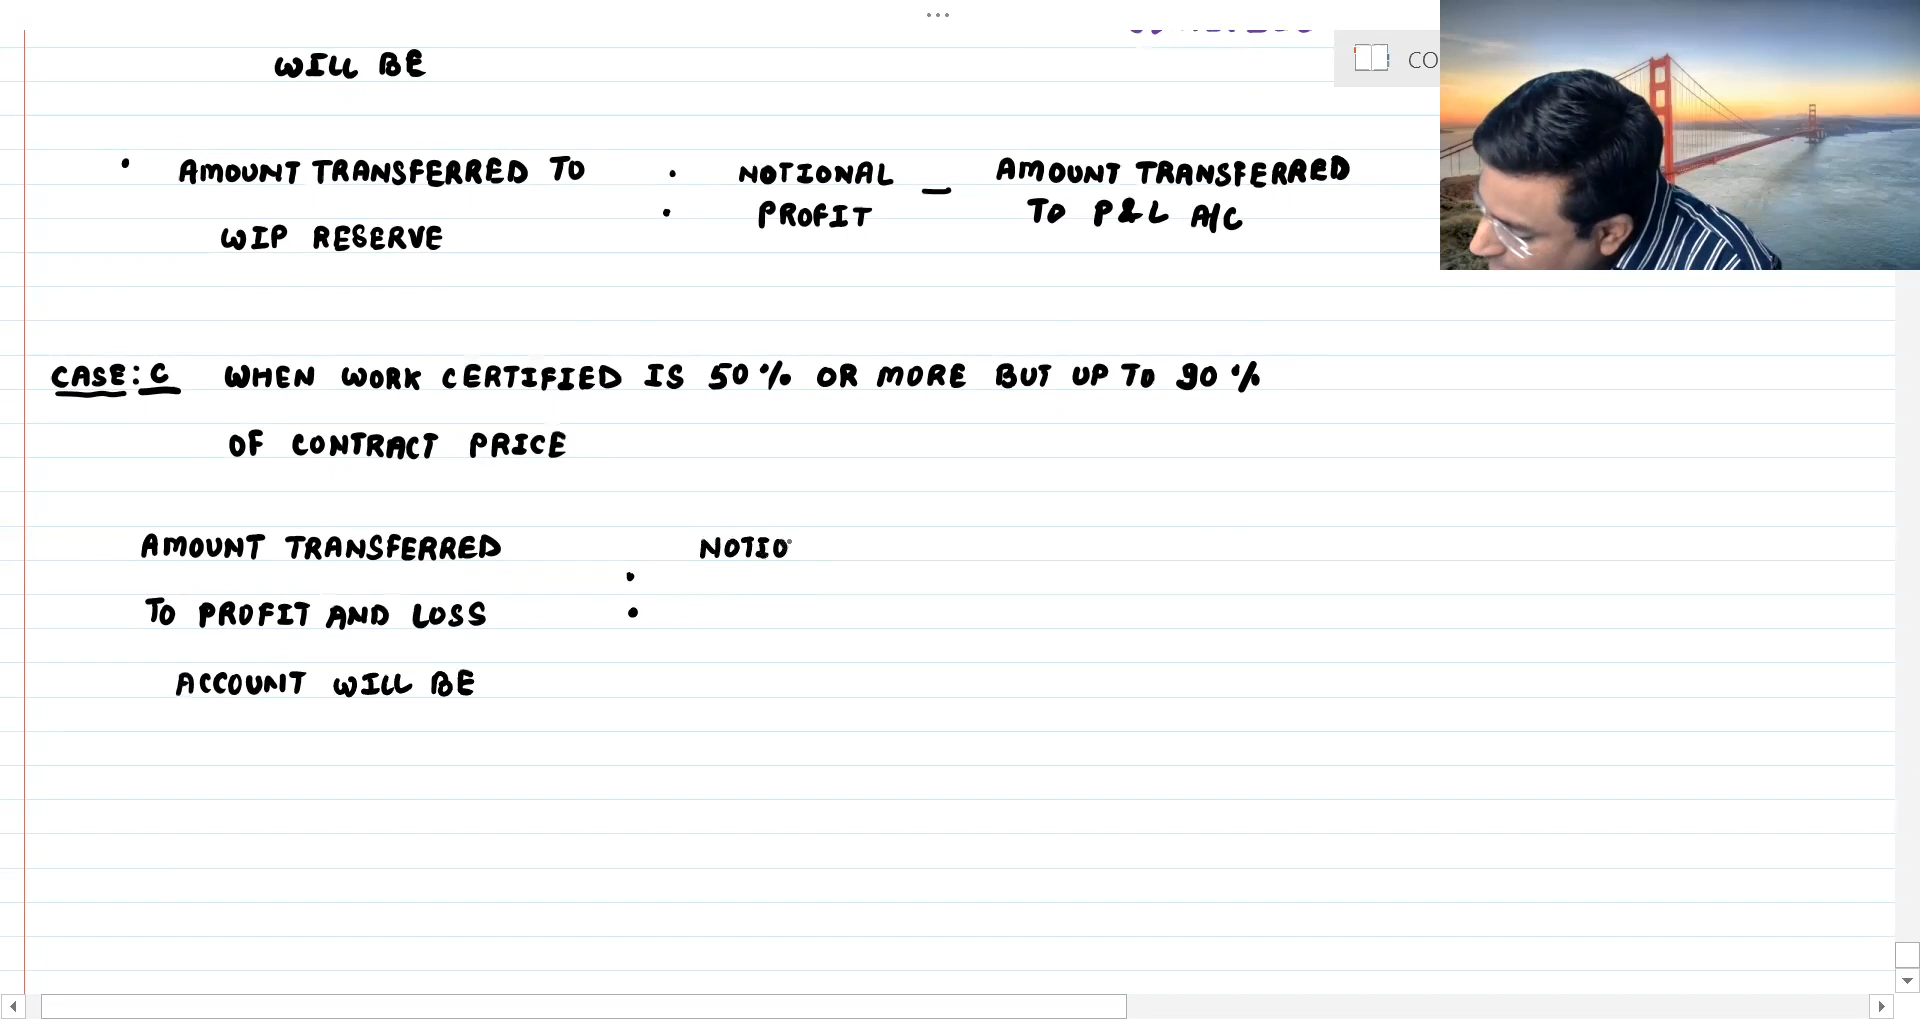 WILL BE
• AMOUNT TRANSFERRED TO : NOTIONAL — AMOUNT TRANSFERRED
WIP RESERVE PROFIT TO P&L A/C
CO
CASE: C WHEN WORK CERTIFIED IS 50% OR MORE BUT UP TO 90%
OF CONTRACT PRICE
AMOUNT TRANSFERRED : NOTIO
TO PROFIT AND LOSS
ACCOUNT WILL BE